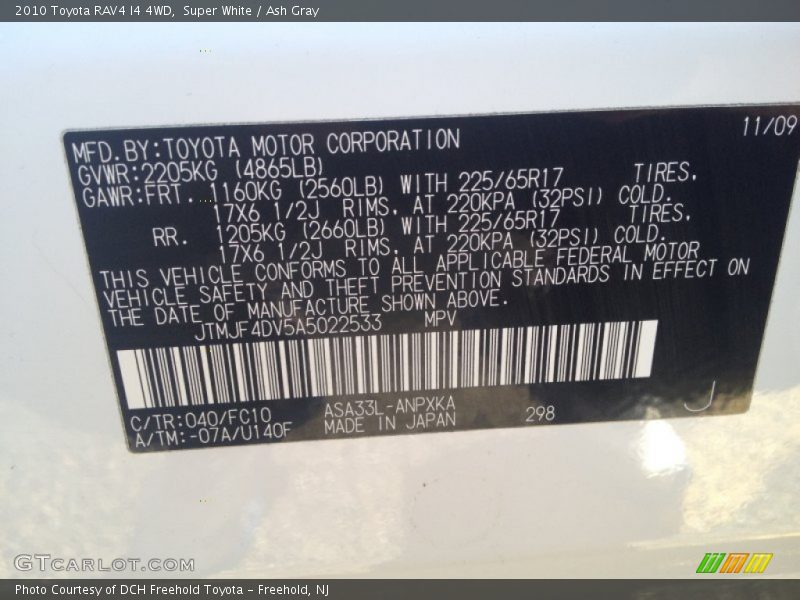 2010 Toyota RAV4 I4 4WD, Super White / Ash Gray
11/09
MFD.BY:TOYOTA MOTOR CORPORATION
GVWR:2205KG (4865LB)
GAWR:FRT. 1160KG (2560LB) WITH 225/65R17 TIRES,
17X6 1/2J RIMS, AT 220KPA (32PSI) COLD.
RR. 1205KG (2660LB) WITH 225/65R17 TIRES,
17X6 1/2J RIMS, AT 220KPA (32PSI) COLD.
THIS VEHICLE CONFORMS TO ALL APPLICABLE FEDERAL MOTOR
VEHICLE SAFETY AND THEFT PREVENTION STANDARDS IN EFFECT ON
THE DATE OF MANUFACTURE SHOWN ABOVE.
JTMJF4DV5A5022533 MPV
C/TR:040/FC10 ASA33L-ANPXKA 298 J
A/TM:-07A/U140F MADE IN JAPAN
GTCARLOT.COM
Photo Courtesy of DCH Freehold Toyota – Freehold, NJ